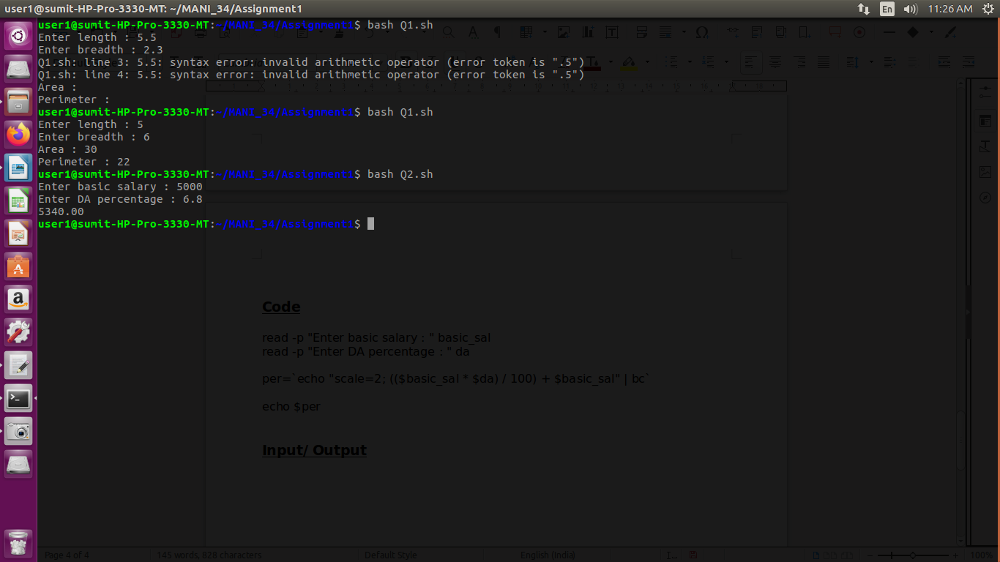 user1@sumit-HP-Pro-3330-MT: ~/MANI_34/Assignment1
En
11:26 AM
user1@sumit-HP-Pro-3330-MT:~/MANI_34/Assignment1$ bash Q1.sh
Enter length : 5.5
Enter breadth : 2.3
Q1.sh: line 3: 5.5: syntax error: invalid arithmetic operator (error token is ".5")
Q1.sh: line 4: 5.5: syntax error: invalid arithmetic operator (error token is ".5")
Area :
Perimeter :
user1@sumit-HP-Pro-3330-MT:~/MANI_34/Assignment1$ bash Q1.sh
Enter length : 5
Enter breadth : 6
Area : 30
Perimeter : 22
user1@sumit-HP-Pro-3330-MT:~/MANI_34/Assignment1$ bash Q2.sh
Enter basic salary : 5000
Enter DA percentage : 6.8
5340.00
user1@sumit-HP-Pro-3330-MT:~/MANI_34/Assignment1$
Code
read -p "Enter basic salary : " basic_sal
read -p "Enter DA percentage : " da
per=`echo "scale=2; (($basic_sal * $da) / 100) + $basic_sal" | bc`
echo $per
Input/ Output
Page 4 of 4
145 words, 828 characters
Default Style
English (India)
100%